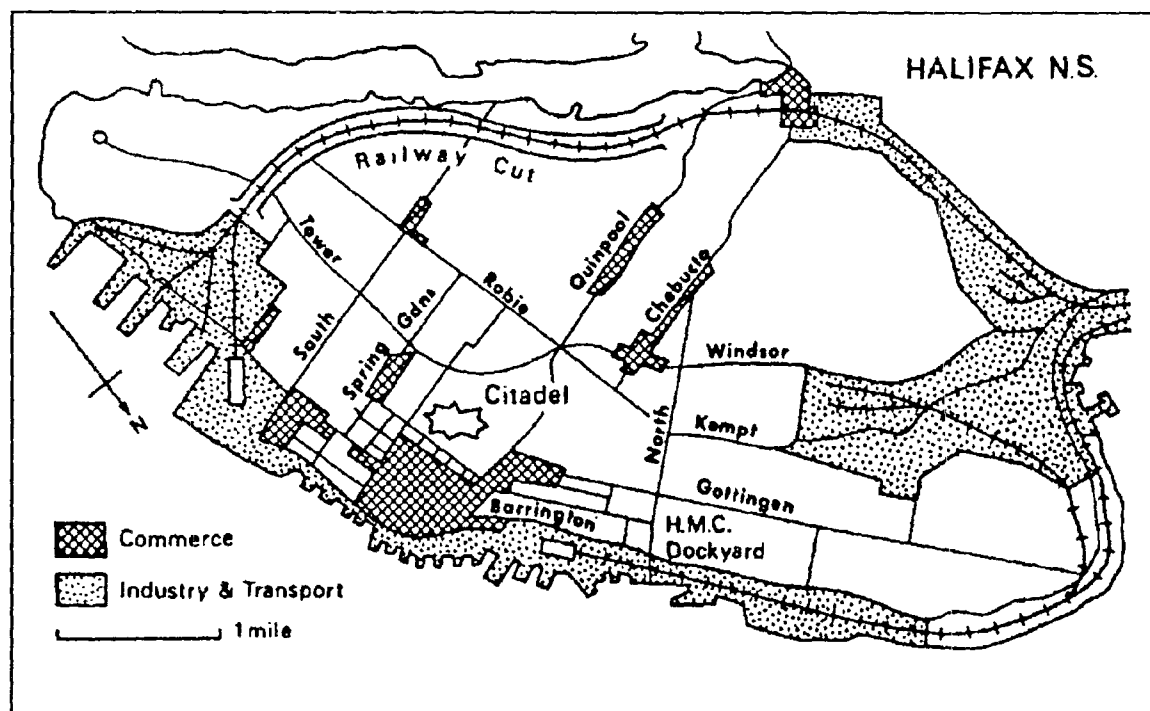 HALIFAX N.S.
Railway Cut
Tower
Quinpool
Robie
Chebucto
South
Spring Gdns
Windsor
Citadel
North
Kempt
Gottingen
Barrington
H.M.C.
Dockyard
N
Commerce
Industry & Transport
1 mile